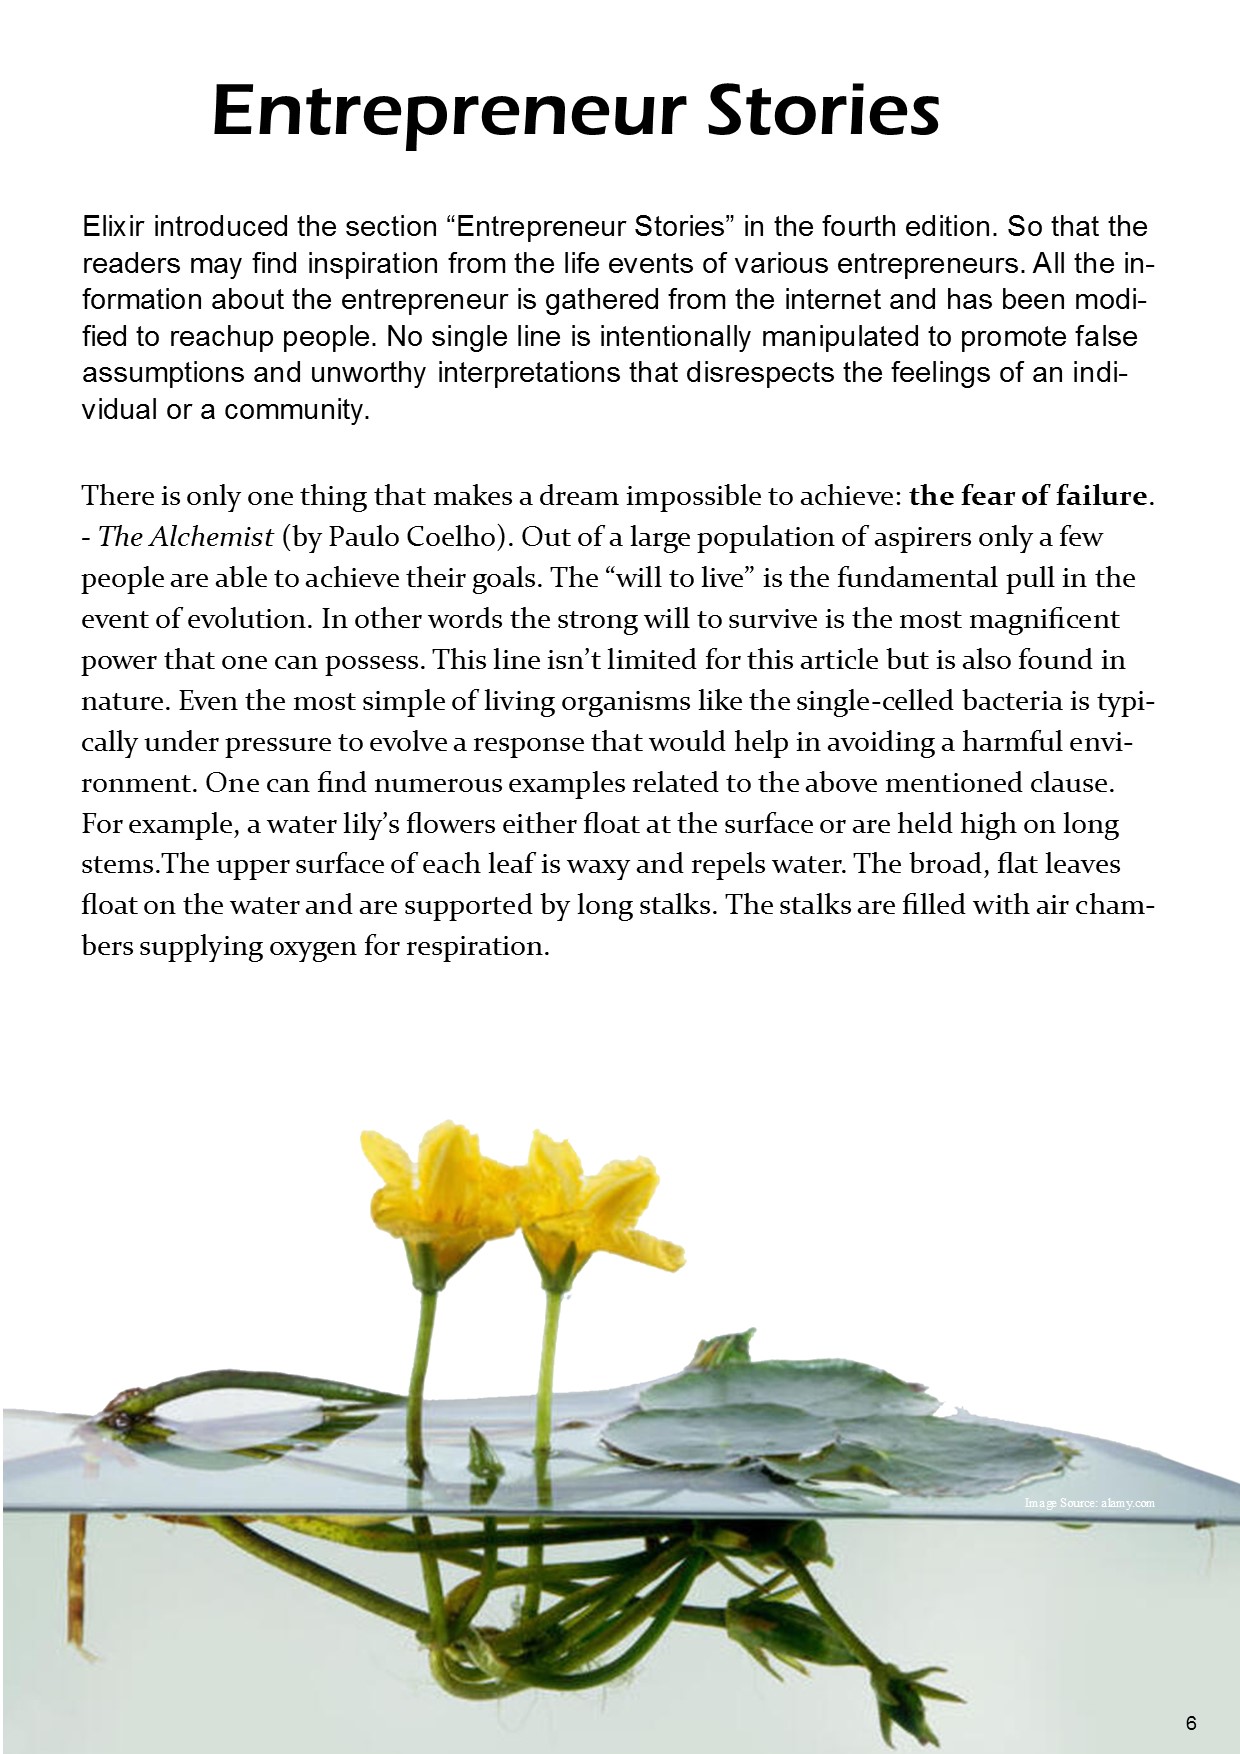 Entrepreneur Stories
Elixir introduced the section “Entrepreneur Stories” in the fourth edition. So that the
readers may find inspiration from the life events of various entrepreneurs. All the in-
formation about the entrepreneur is gathered from the internet and has been modi-
fied to reachup people. No single line is intentionally manipulated to promote false
assumptions and unworthy interpretations that disrespects the feelings of an indi-
vidual or a community.
There is only one thing that makes a dream impossible to achieve: the fear of failure.
- The Alchemist (by Paulo Coelho). Out of a large population of aspirers only a few
people are able to achieve their goals. The “will to live” is the fundamental pull in the
event of evolution. In other words the strong will to survive is the most magnificent
power that one can possess. This line isn’t limited for this article but is also found in
nature. Even the most simple of living organisms like the single-celled bacteria is typi-
cally under pressure to evolve a response that would help in avoiding a harmful envi-
ronment. One can find numerous examples related to the above mentioned clause.
For example, a water lily’s flowers either float at the surface or are held high on long
stems.The upper surface of each leaf is waxy and repels water. The broad, flat leaves
float on the water and are supported by long stalks. The stalks are filled with air cham-
bers supplying oxygen for respiration.
Image Source: alamy.com
6